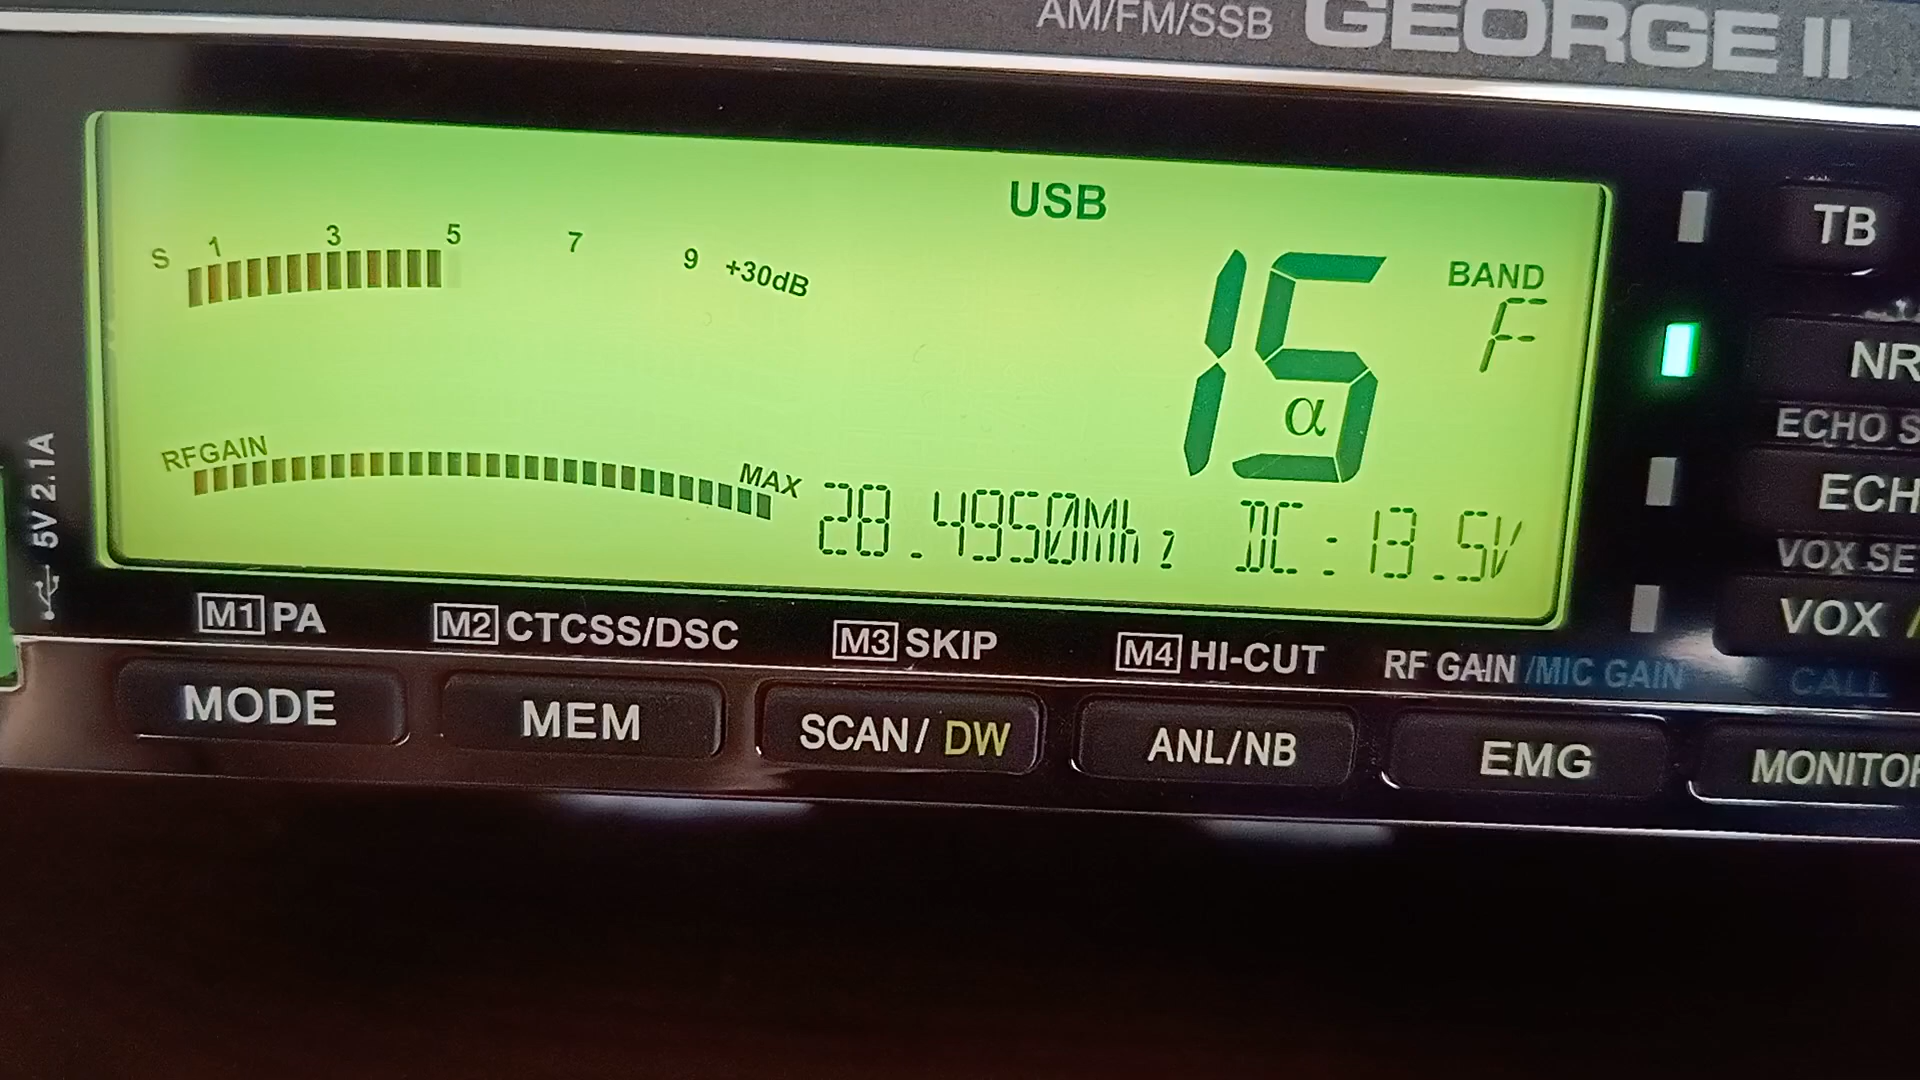 AM/FM/SSB GEORGE II
USB
S 1 3 5 7 9 +30dB
15 BAND
α F
RF GAIN MAX
28.4950Mhz DC:13.5V
5V 2.1A
TB
NR
ECHO S
ECH
VOX SE
VOX /
M1 PA M2 CTCSS/DSC M3 SKIP M4 HI-CUT RF GAIN /MIC GAIN CALL
MODE MEM SCAN/ DW ANL/NB EMG MONITOR